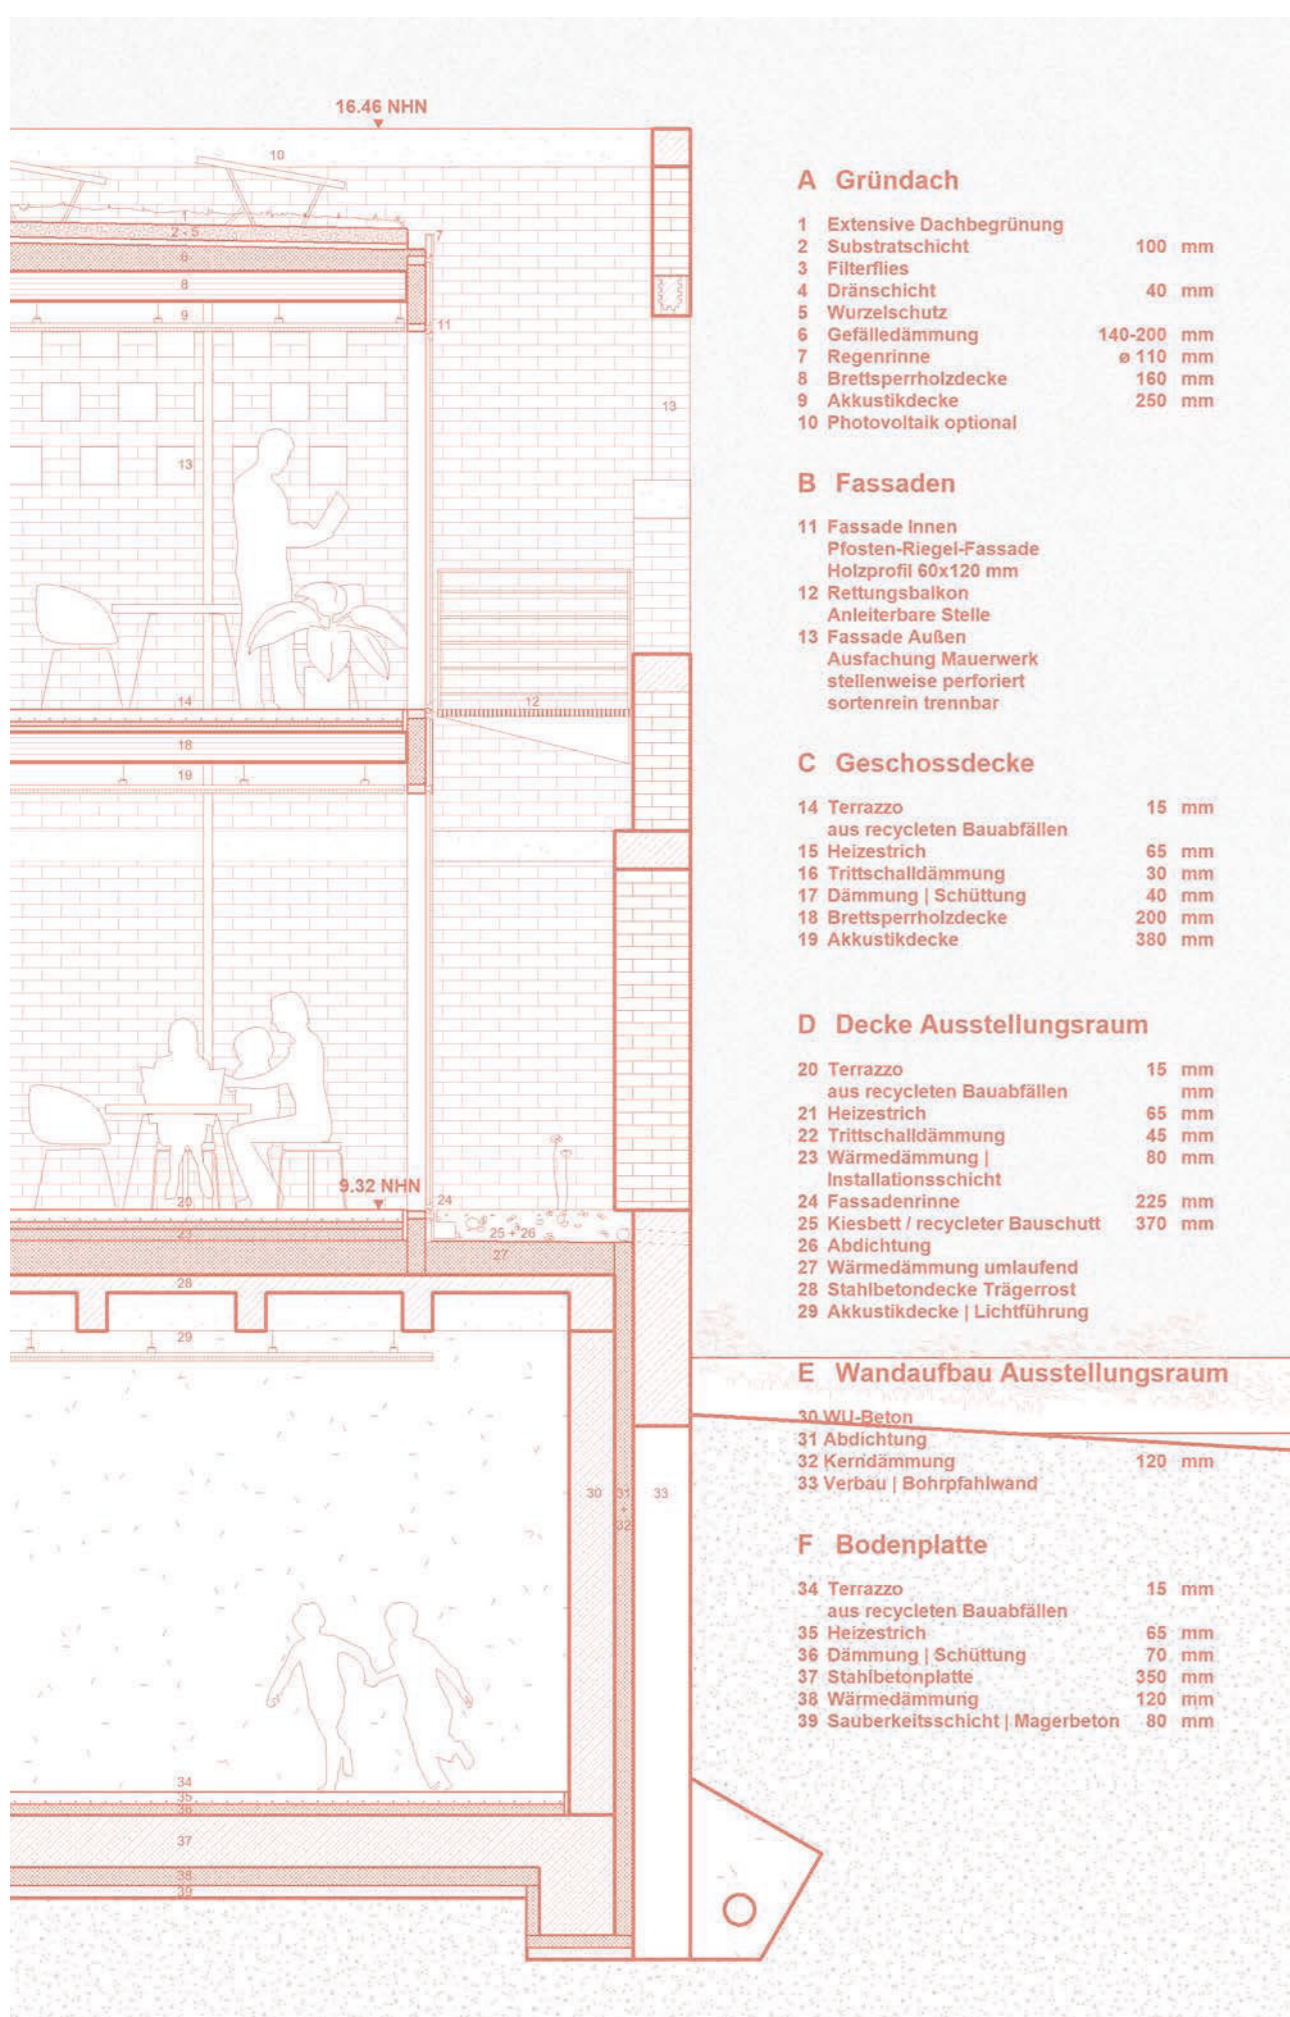 16.46 NHN
10
2 - 5
7
6
8
9
11
13
13
14
12
18
19
9.32 NHN
20
24
23
25 + 26
27
28
29
30
31
+
32
33
34
35
36
37
38
39
A Gründach
1 Extensive Dachbegrünung
2 Substratschicht 100 mm
3 Filterflies
4 Dränschicht 40 mm
5 Wurzelschutz
6 Gefälledämmung 140-200 mm
7 Regenrinne ø 110 mm
8 Brettsperrholzdecke 160 mm
9 Akkustikdecke 250 mm
10 Photovoltaik optional
B Fassaden
11 Fassade Innen
Pfosten-Riegel-Fassade
Holzprofil 60x120 mm
12 Rettungsbalkon
Anleiterbare Stelle
13 Fassade Außen
Ausfachung Mauerwerk
stellenweise perforiert
sortenrein trennbar
C Geschossdecke
14 Terrazzo 15 mm
aus recycleten Bauabfällen
15 Heizestrich 65 mm
16 Trittschalldämmung 30 mm
17 Dämmung | Schüttung 40 mm
18 Brettsperrholzdecke 200 mm
19 Akkustikdecke 380 mm
D Decke Ausstellungsraum
20 Terrazzo 15 mm
aus recycleten Bauabfällen mm
21 Heizestrich 65 mm
22 Trittschalldämmung 45 mm
23 Wärmedämmung | 80 mm
Installationsschicht
24 Fassadenrinne 225 mm
25 Kiesbett / recycleter Bauschutt 370 mm
26 Abdichtung
27 Wärmedämmung umlaufend
28 Stahlbetondecke Trägerrost
29 Akkustikdecke | Lichtführung
E Wandaufbau Ausstellungsraum
30 WU-Beton
31 Abdichtung
32 Kerndämmung 120 mm
33 Verbau | Bohrpfahlwand
F Bodenplatte
34 Terrazzo 15 mm
aus recycleten Bauabfällen
35 Heizestrich 65 mm
36 Dämmung | Schüttung 70 mm
37 Stahlbetonplatte 350 mm
38 Wärmedämmung 120 mm
39 Sauberkeitsschicht | Magerbeton 80 mm